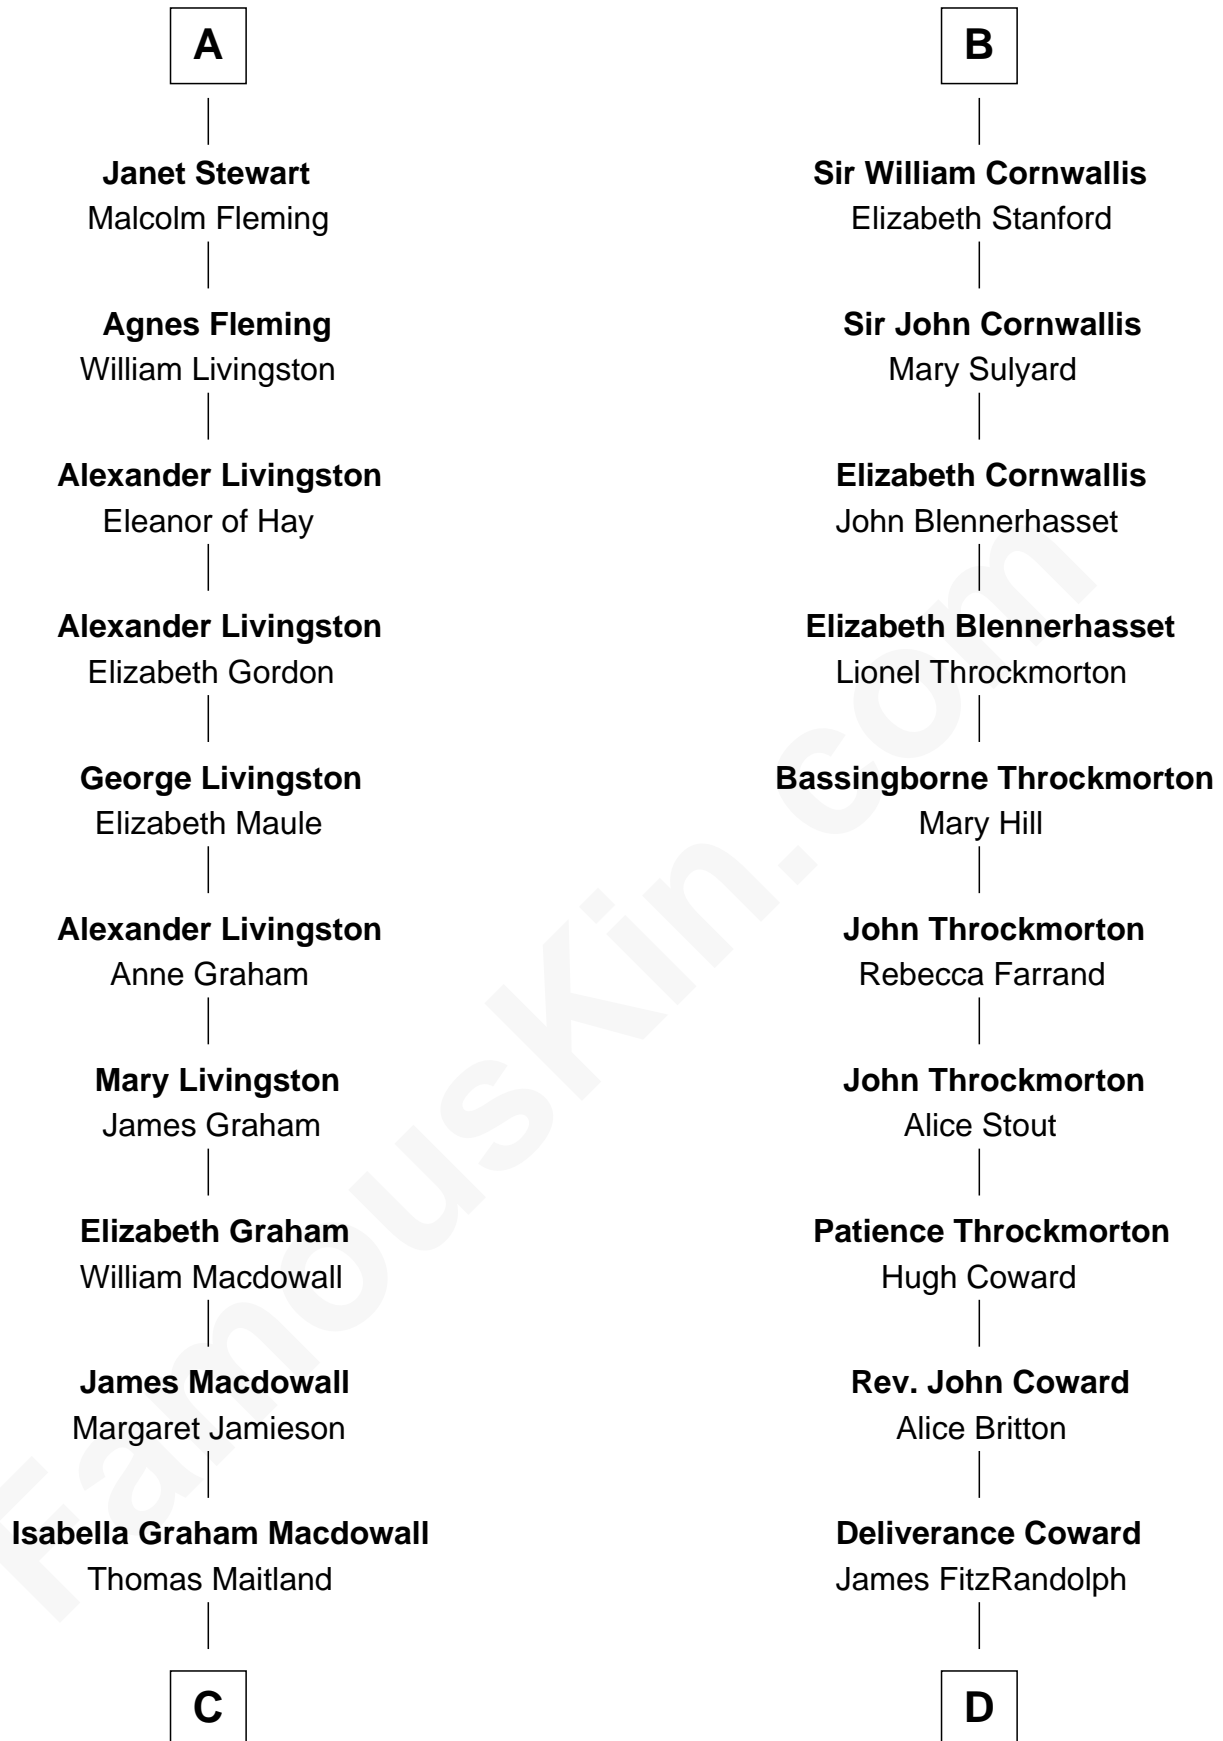 A
Janet Stewart
Malcolm Fleming
Agnes Fleming
William Livingston
Alexander Livingston
Eleanor of Hay
Alexander Livingston
Elizabeth Gordon
George Livingston
Elizabeth Maule
Alexander Livingston
Anne Graham
Mary Livingston
James Graham
Elizabeth Graham
William Macdowall
James Macdowall
Margaret Jamieson
Isabella Graham Macdowall
Thomas Maitland
C
B
Sir William Cornwallis
Elizabeth Stanford
Sir John Cornwallis
Mary Sulyard
Elizabeth Cornwallis
John Blennerhasset
Elizabeth Blennerhasset
Lionel Throckmorton
Bassingborne Throckmorton
Mary Hill
John Throckmorton
Rebecca Farrand
John Throckmorton
Alice Stout
Patience Throckmorton
Hugh Coward
Rev. John Coward
Alice Britton
Deliverance Coward
James FitzRandolph
D
FamousKin.com